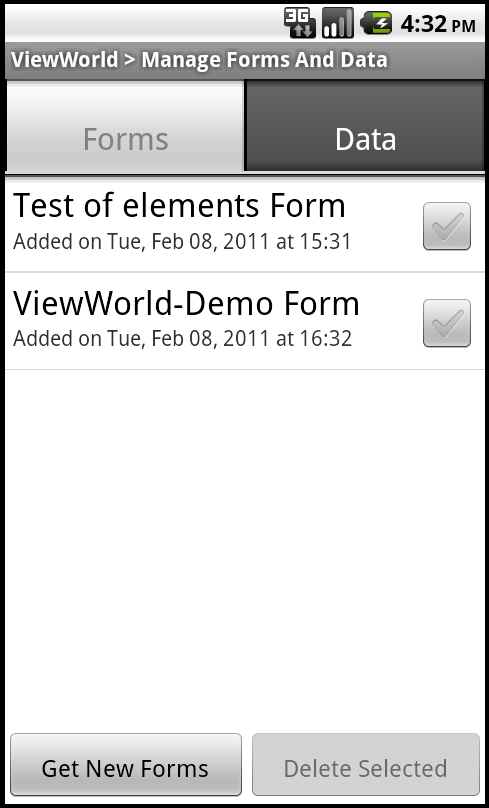 3G 4:32 PM
ViewWorld > Manage Forms And Data
Forms Data
Test of elements Form
Added on Tue, Feb 08, 2011 at 15:31
ViewWorld-Demo Form
Added on Tue, Feb 08, 2011 at 16:32
Get New Forms Delete Selected